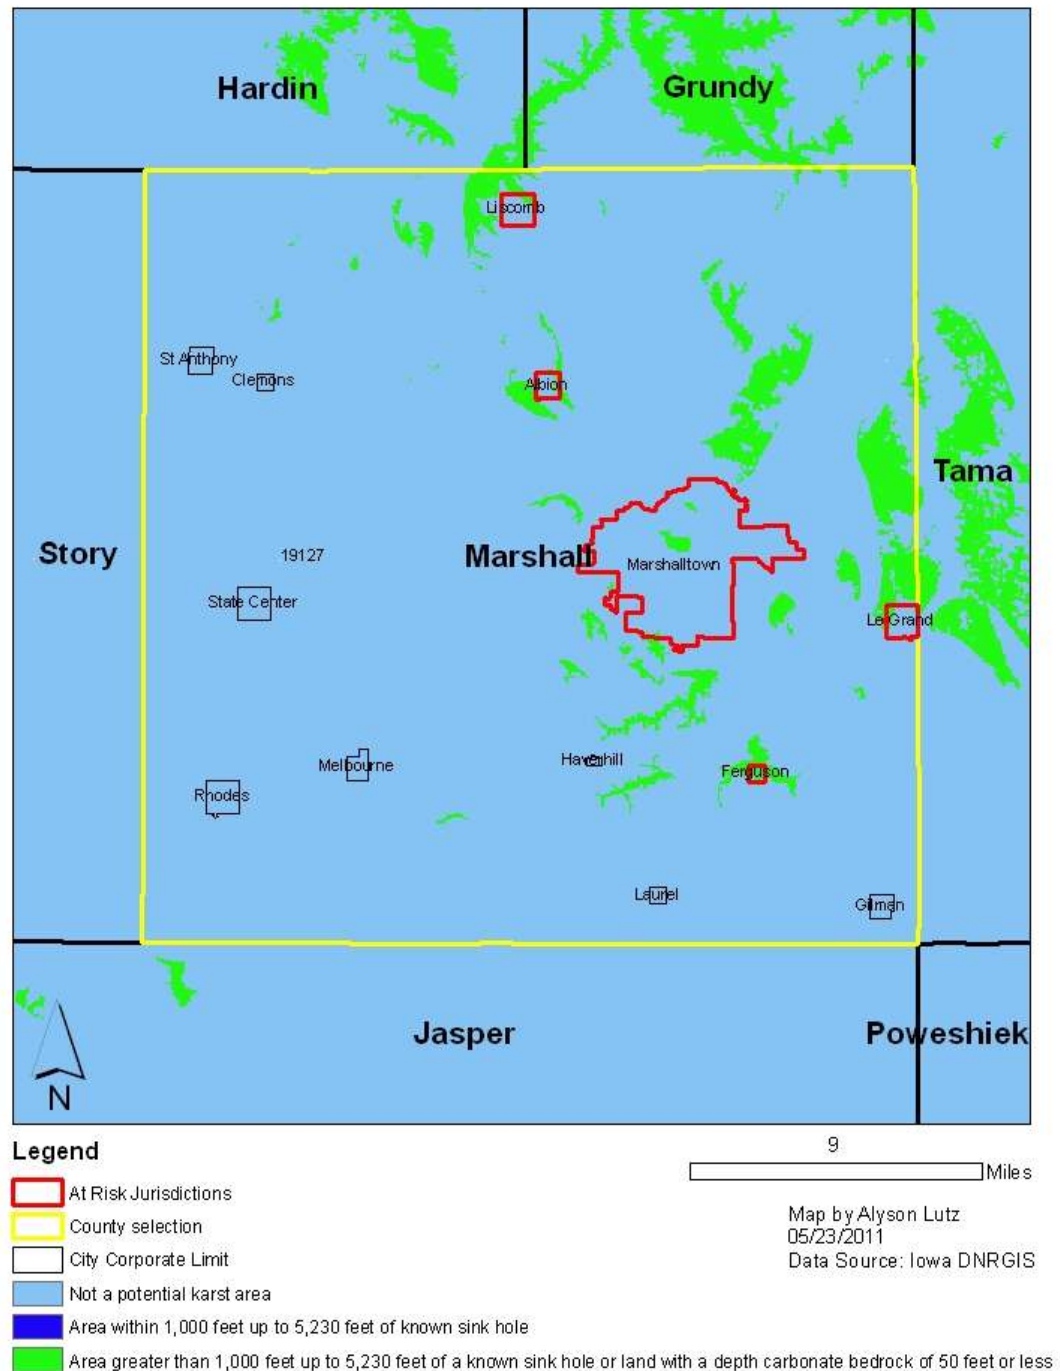 Hardin
Grundy
Liscomb
St Anthony
Clemons
Albion
Tama
Story
19127
Marshall
Marshalltown
State Center
Le Grand
Melbourne
Haverhill
Ferguson
Rhodes
Laurel
Gilman
Jasper
Poweshiek
N
Legend
9
Miles
At Risk Jurisdictions
County selection
City Corporate Limit
Not a potential karst area
Area within 1,000 feet up to 5,230 feet of known sink hole
Area greater than 1,000 feet up to 5,230 feet of a known sink hole or land with a depth carbonate bedrock of 50 feet or less
Map by Alyson Lutz
05/23/2011
Data Source: Iowa DNRGIS